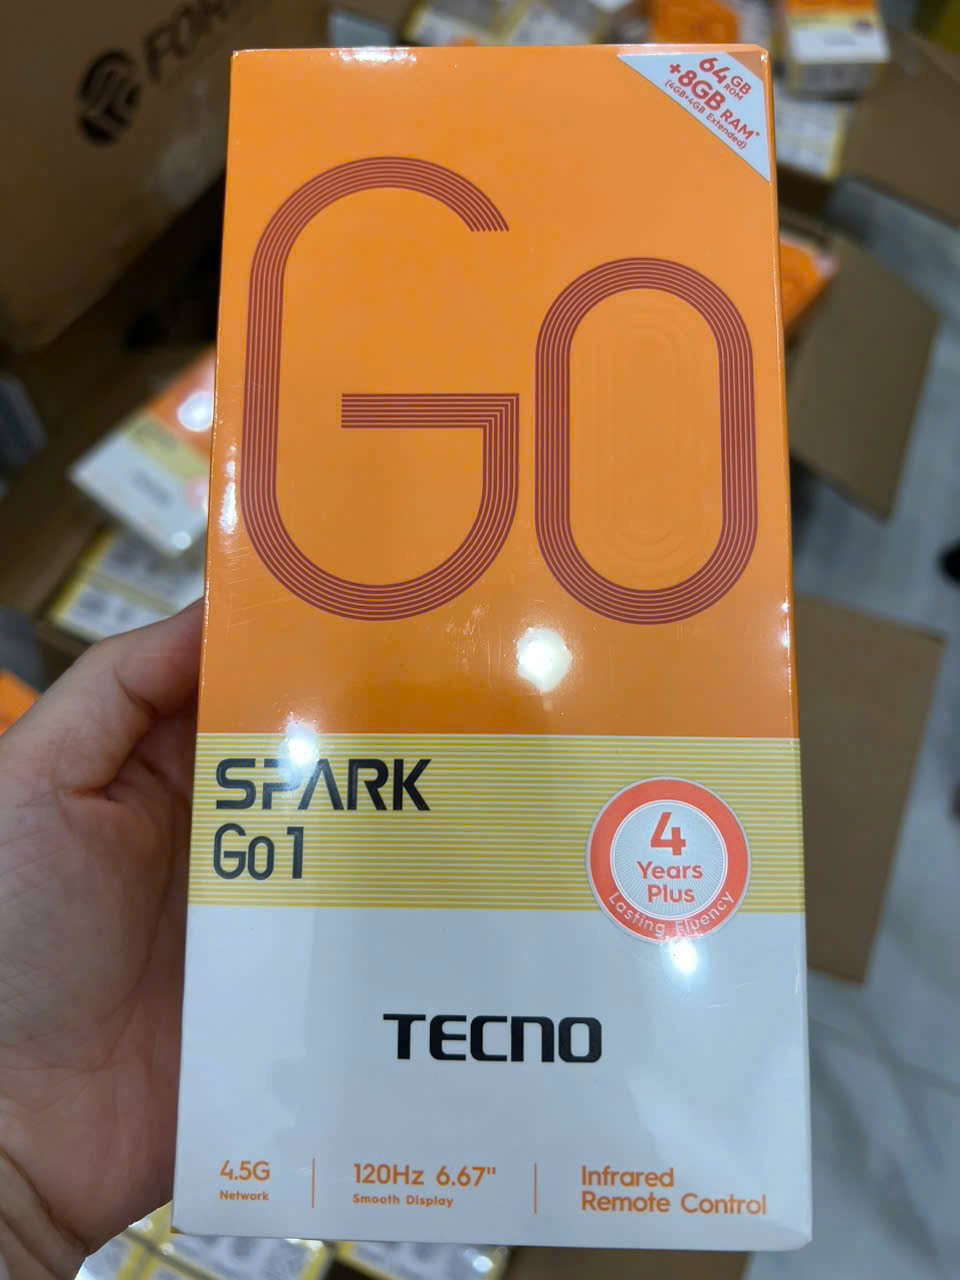 64GB ROM
+8GB RAM*
(4GB+4GB Extended)
Go
SPARK
Go 1
4
Years
Plus
Lasting Fluency
TECNO
4.5G
Network
120Hz 6.67"
Smooth Display
Infrared
Remote Control